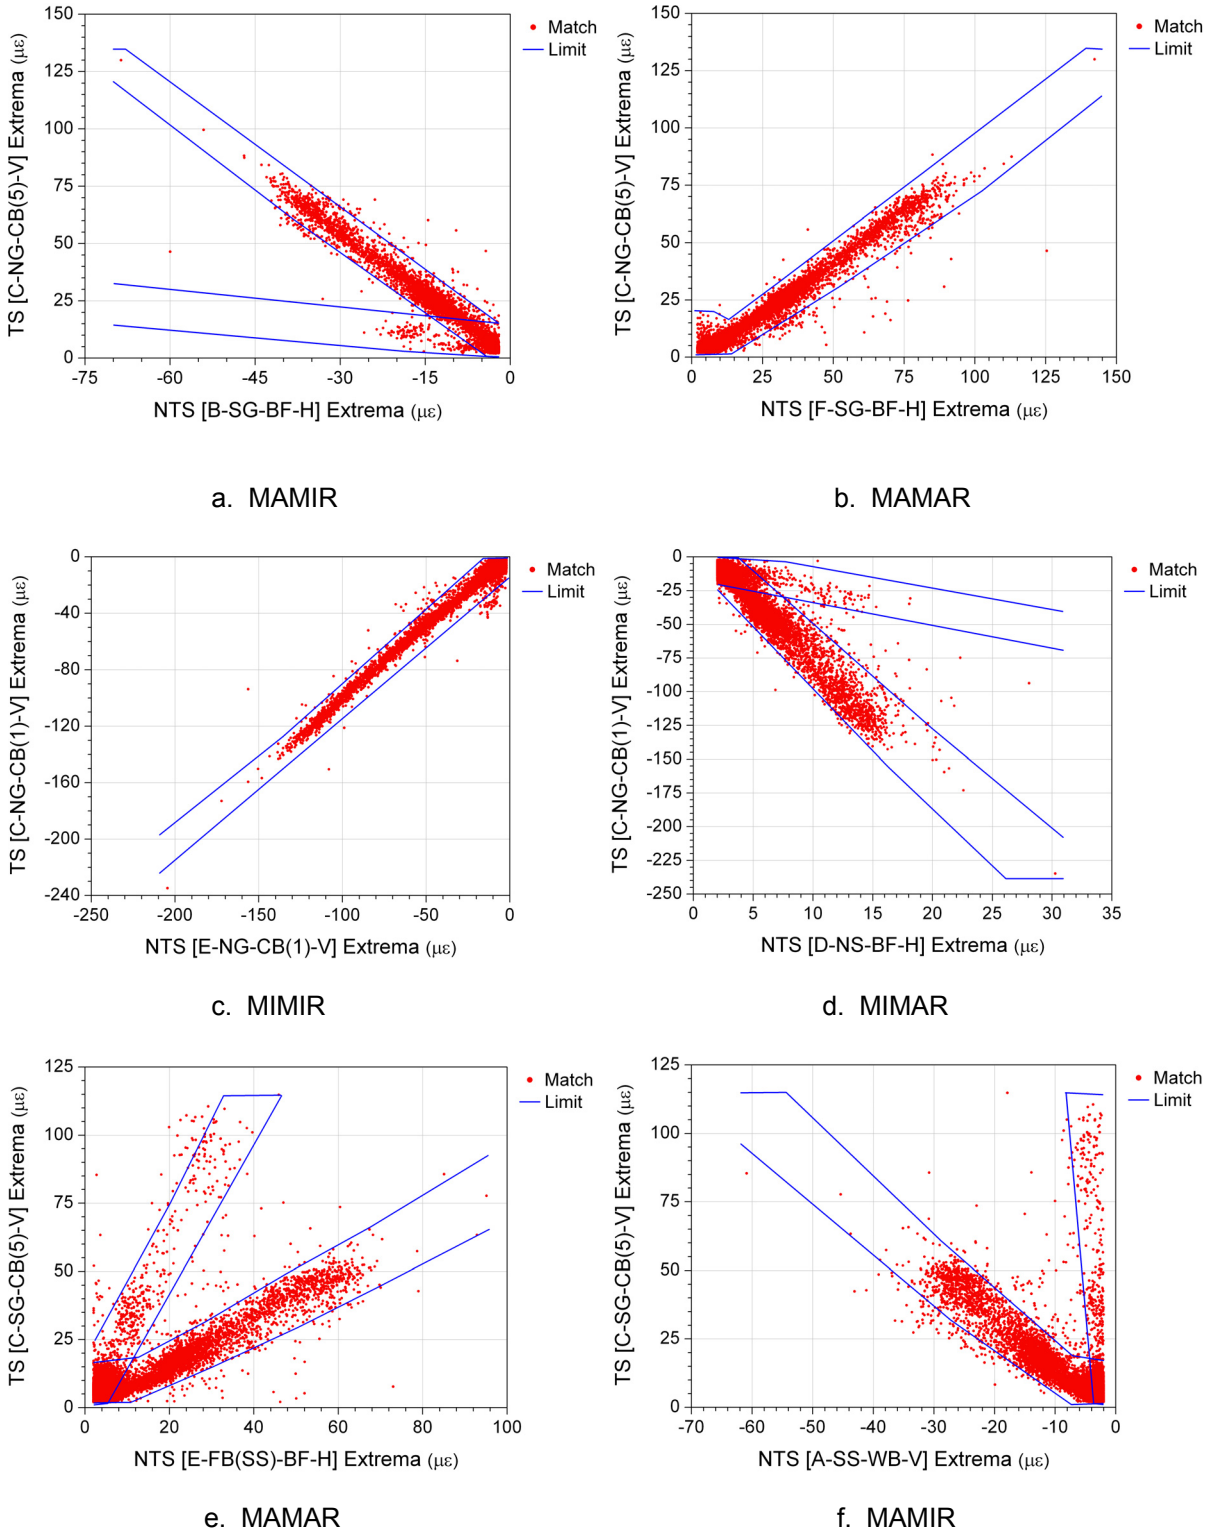 TS [C-NG-CB(5)-V] Extrema (με)
150
125
100
75
50
25
0
-75 -60 -45 -30 -15 0
NTS [B-SG-BF-H] Extrema (με)
Match
Limit
a. MAMIR
TS [C-NG-CB(5)-V] Extrema (με)
150
125
100
75
50
25
0
0 25 50 75 100 125 150
NTS [F-SG-BF-H] Extrema (με)
Match
Limit
b. MAMAR
TS [C-NG-CB(1)-V] Extrema (με)
0
-40
-80
-120
-160
-200
-240
-250 -200 -150 -100 -50 0
NTS [E-NG-CB(1)-V] Extrema (με)
Match
Limit
c. MIMIR
TS [C-NG-CB(1)-V] Extrema (με)
0
-25
-50
-75
-100
-125
-150
-175
-200
-225
-250
0 5 10 15 20 25 30 35
NTS [D-NS-BF-H] Extrema (με)
Match
Limit
d. MIMAR
TS [C-SG-CB(5)-V] Extrema (με)
125
100
75
50
25
0
0 20 40 60 80 100
NTS [E-FB(SS)-BF-H] Extrema (με)
Match
Limit
e. MAMAR
TS [C-SG-CB(5)-V] Extrema (με)
125
100
75
50
25
0
-70 -60 -50 -40 -30 -20 -10 0
NTS [A-SS-WB-V] Extrema (με)
Match
Limit
f. MAMIR